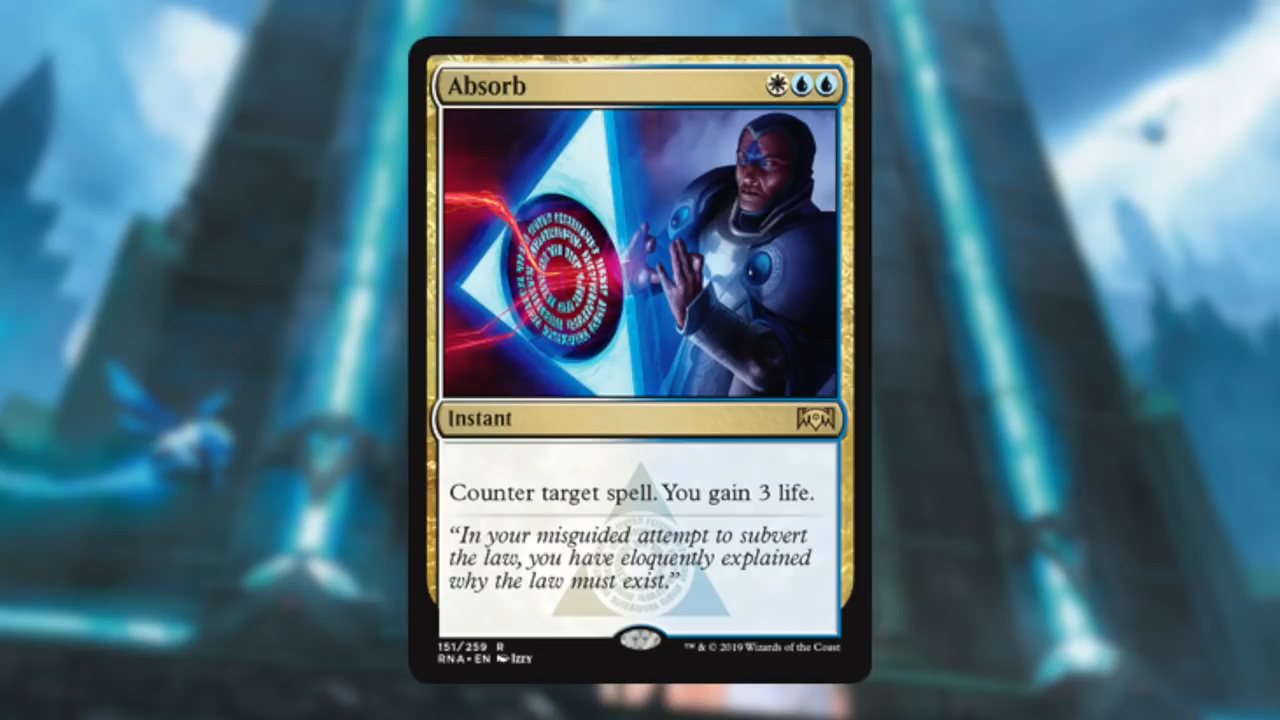 Absorb
Instant
Counter target spell. You gain 3 life.
“In your misguided attempt to subvert
the law, you have eloquently explained
why the law must exist.”
151/259 R
RNA • EN Izzy
™ & © 2019 Wizards of the Coast